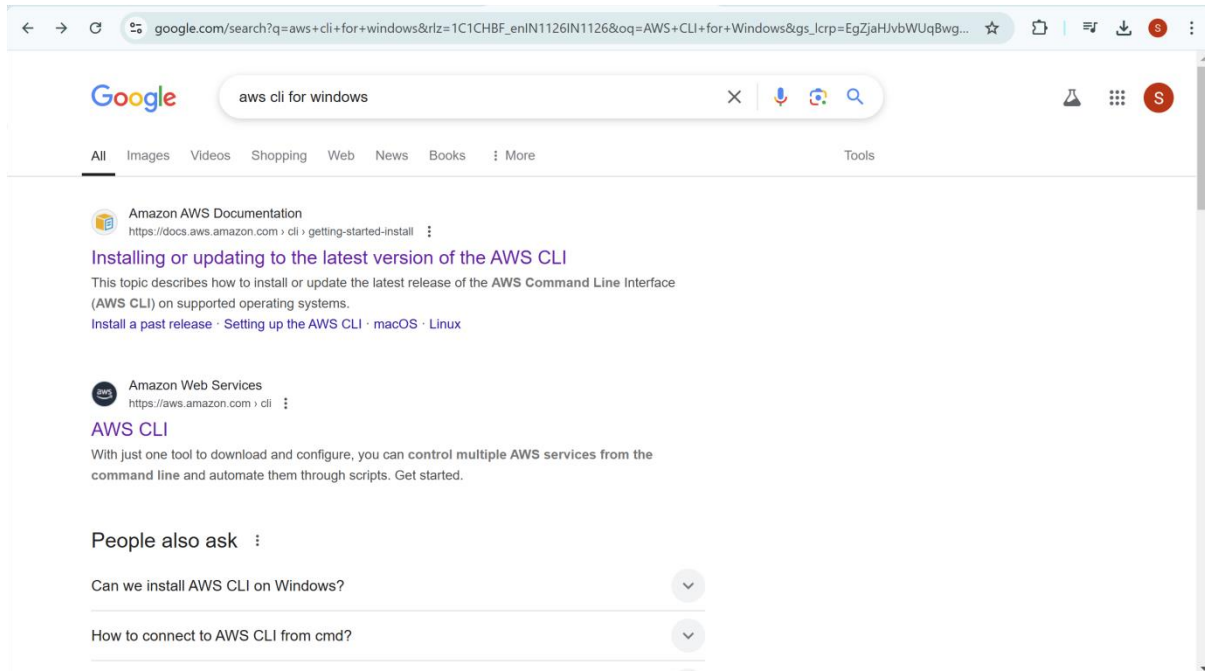 google.com/search?q=aws+cli+for+windows&rlz=1C1CHBF_enIN1126IN1126&oq=AWS+CLI+for+Windows&gs_lcrp=EgZjaHJvbWUqBwg...
S
Google
aws cli for windows
S
All Images Videos Shopping Web News Books More Tools
Amazon AWS Documentation
https://docs.aws.amazon.com › cli › getting-started-install
Installing or updating to the latest version of the AWS CLI
This topic describes how to install or update the latest release of the AWS Command Line Interface
(AWS CLI) on supported operating systems.
Install a past release · Setting up the AWS CLI · macOS · Linux
aws
Amazon Web Services
https://aws.amazon.com › cli
AWS CLI
With just one tool to download and configure, you can control multiple AWS services from the
command line and automate them through scripts. Get started.
People also ask
Can we install AWS CLI on Windows?
How to connect to AWS CLI from cmd?